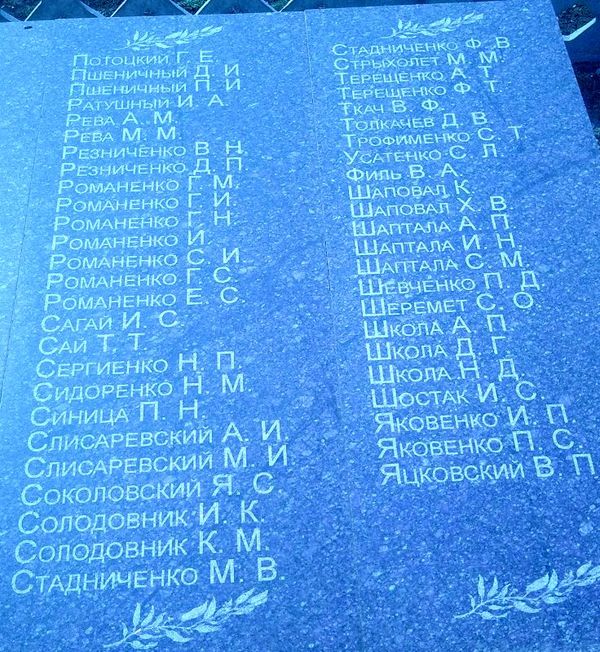 Потоцкий Г. Е.
Пшеничный Д. И.
Пшеничный П. И.
Ратушный И. А.
Рева А. М.
Рева М. М.
Резниченко В. Н.
Резниченко Д. П.
Романенко Г. М.
Романенко Г. И.
Романенко Г. Н.
Романенко И.
Романенко С. И.
Романенко Г. С.
Романенко Е. С.
Сагай И. С.
Сай Т. Т.
Сергиенко Н. П.
Сидоренко Н. М.
Синица П. Н.
Слисаревский А. И.
Слисаревский М. И.
Соколовский Я. С.
Солодовник И. К.
Солодовник К. М.
Стадниченко М. В.
Стадниченко Ф. В.
Стрыхолет М. М.
Терещенко А. Т.
Терещенко Ф. Т.
Ткач В. Ф.
Толкачев Д. В.
Трофименко С. Т.
Усатенко С. Л.
Филь В. А.
Шаповал К.
Шаповал Х. В.
Шаптала А. П.
Шаптала И. Н.
Шаптала С. М.
Шевченко П. Д.
Шеремет С. О.
Школа А. П.
Школа Д. Г.
Школа Н. Д.
Шостак И. С.
Яковенко И. П.
Яковенко П. С.
Яцковский В. П.